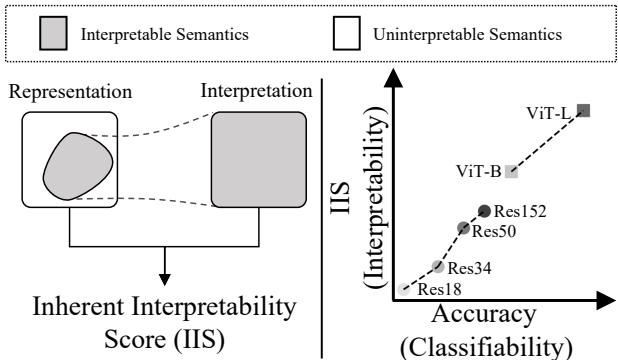 Interpretable Semantics
Uninterpretable Semantics
Representation
Interpretation
Inherent Interpretability
Score (IIS)
IIS
(Interpretability)
ViT-L
ViT-B
Res152
Res50
Res34
Res18
Accuracy
(Classifiability)